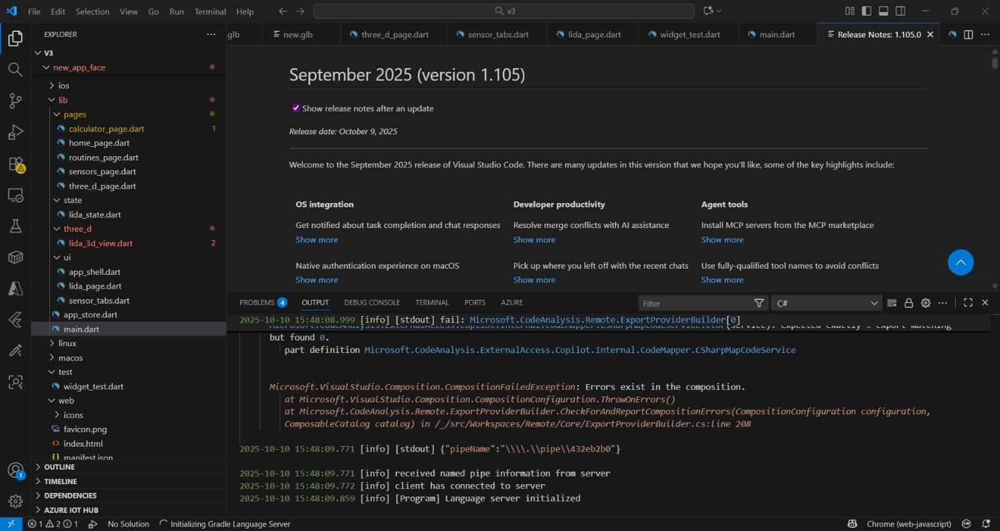 File Edit Selection View Go Run Terminal Help
v3
EXPLORER
.glb
new.glb
three_d_page.dart
sensor_tabs.dart
lida_page.dart
widget_test.dart
main.dart
Release Notes: 1.105.0
V3
new_app_face
ios
lib
pages
calculator_page.dart 1
home_page.dart
routines_page.dart
sensors_page.dart
three_d_page.dart
state
lida_state.dart
three_d
lida_3d_view.dart 2
ui
app_shell.dart
lida_page.dart
sensor_tabs.dart
app_store.dart
main.dart
linux
macos
test
widget_test.dart
web
icons
favicon.png
index.html
manifest.json
OUTLINE
TIMELINE
DEPENDENCIES
AZURE IOT HUB
September 2025 (version 1.105)
Show release notes after an update
Release date: October 9, 2025
Welcome to the September 2025 release of Visual Studio Code. There are many updates in this version that we hope you'll like, some of the key highlights include:
OS integration Developer productivity Agent tools
Get notified about task completion and chat responses Resolve merge conflicts with AI assistance Install MCP servers from the MCP marketplace
Show more Show more Show more
Native authentication experience on macOS Pick up where you left off with the recent chats Use fully-qualified tool names to avoid conflicts
Show more Show more Show more
PROBLEMS 4 OUTPUT DEBUG CONSOLE TERMINAL PORTS AZURE
Filter
C#
2025-10-10 15:48:08.999 [info] [stdout] fail: Microsoft.CodeAnalysis.Remote.ExportProviderBuilder[0]
Microsoft.CodeAnalysis.ExternalAccess.Copilot.Internal.CodeMapper.CSharpMapCodeService.ctor(service): expected exactly 1 export matching
but found 0.
part definition Microsoft.CodeAnalysis.ExternalAccess.Copilot.Internal.CodeMapper.CSharpMapCodeService
Microsoft.VisualStudio.Composition.CompositionFailedException: Errors exist in the composition.
at Microsoft.VisualStudio.Composition.CompositionConfiguration.ThrowOnErrors()
at Microsoft.CodeAnalysis.Remote.ExportProviderBuilder.CheckForAndReportCompositionErrors(CompositionConfiguration configuration,
ComposableCatalog catalog) in /_/src/Workspaces/Remote/Core/ExportProviderBuilder.cs:line 208
2025-10-10 15:48:09.771 [info] [stdout] {"pipeName":"\\\\.\\pipe\\432eb2b0"}
2025-10-10 15:48:09.771 [info] received named pipe information from server
2025-10-10 15:48:09.772 [info] client has connected to server
2025-10-10 15:48:09.859 [info] [Program] Language server initialized
1
1 2 1 No Solution Initializing Gradle Language Server
Chrome (web-javascript)